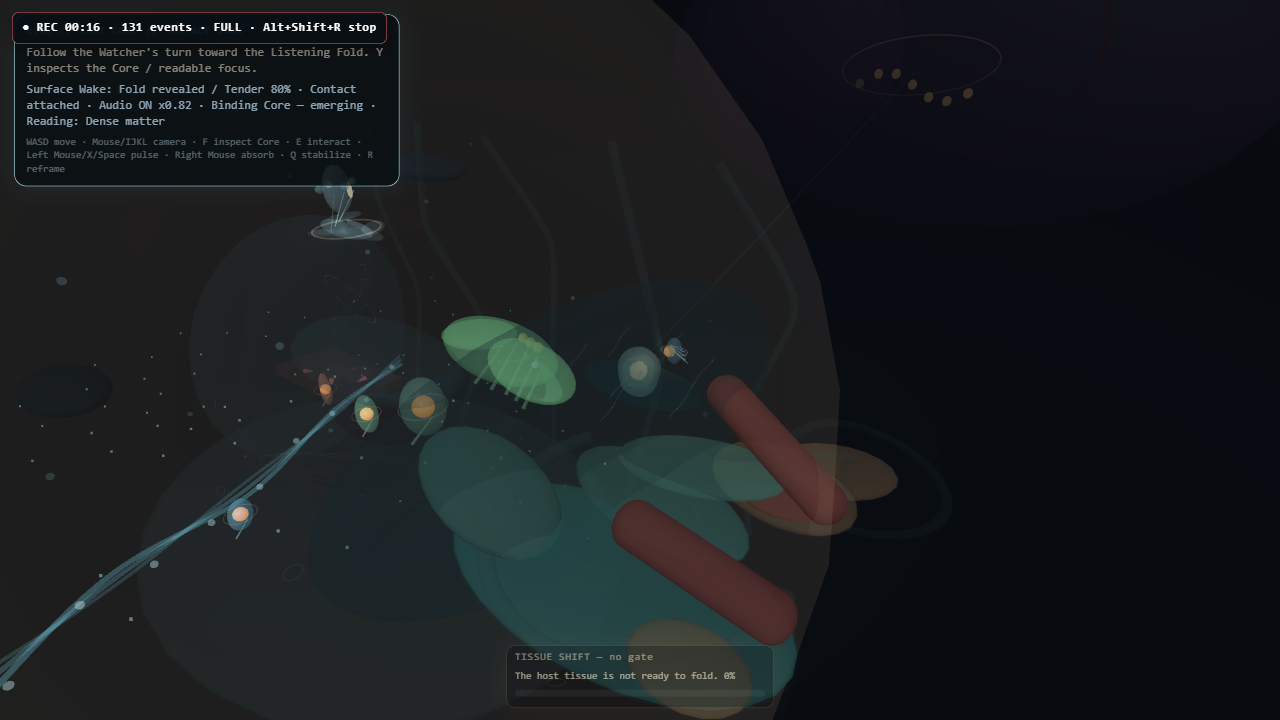 ● REC 00:16 · 131 events · FULL · Alt+Shift+R stop
Follow the Watcher's turn toward the Listening Fold. Y
inspects the Core / readable focus.
Surface Wake: Fold revealed / Tender 80% · Contact
attached · Audio ON x0.82 · Binding Core — emerging ·
Reading: Dense matter
WASD move · Mouse/IJKL camera · F inspect Core · E interact ·
Left Mouse/X/Space pulse · Right Mouse absorb · Q stabilize · R
reframe
TISSUE SHIFT — no gate
The host tissue is not ready to fold. 0%